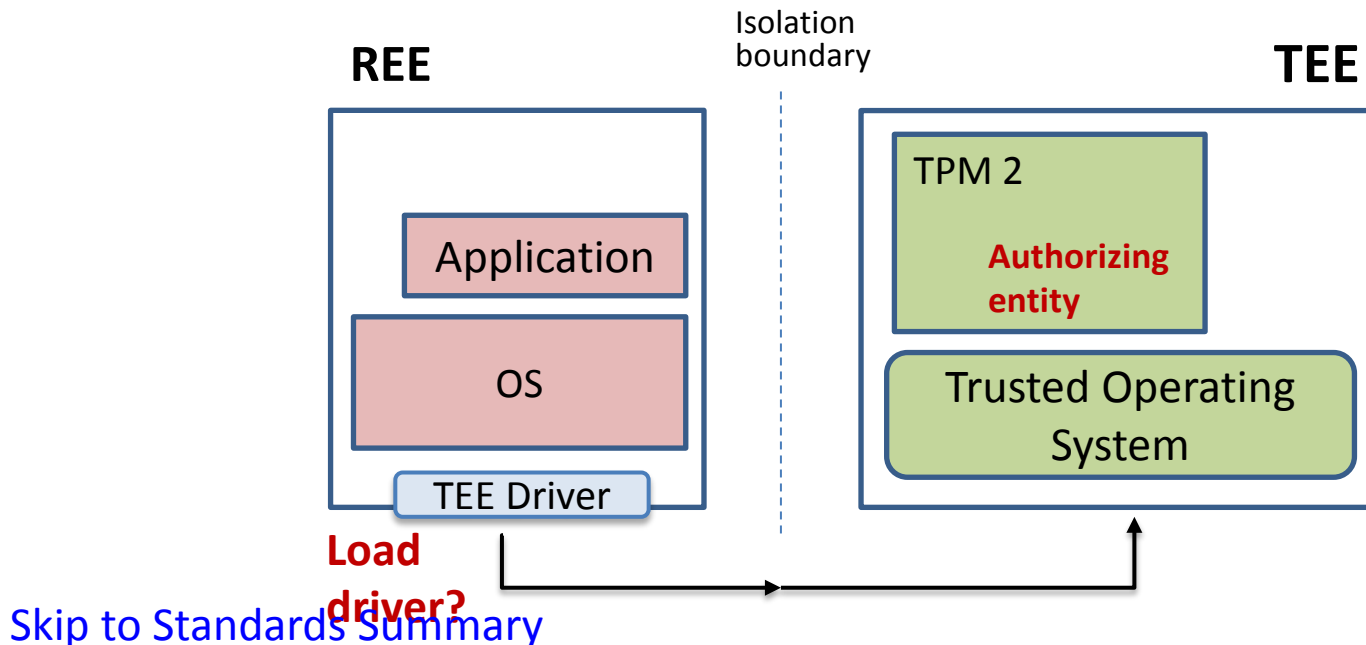 Isolation
boundary
REE
TEE
TPM 2
Authorizing
entity
Application
OS
Trusted Operating
System
TEE Driver
Load
driver?
Skip to Standards Summary